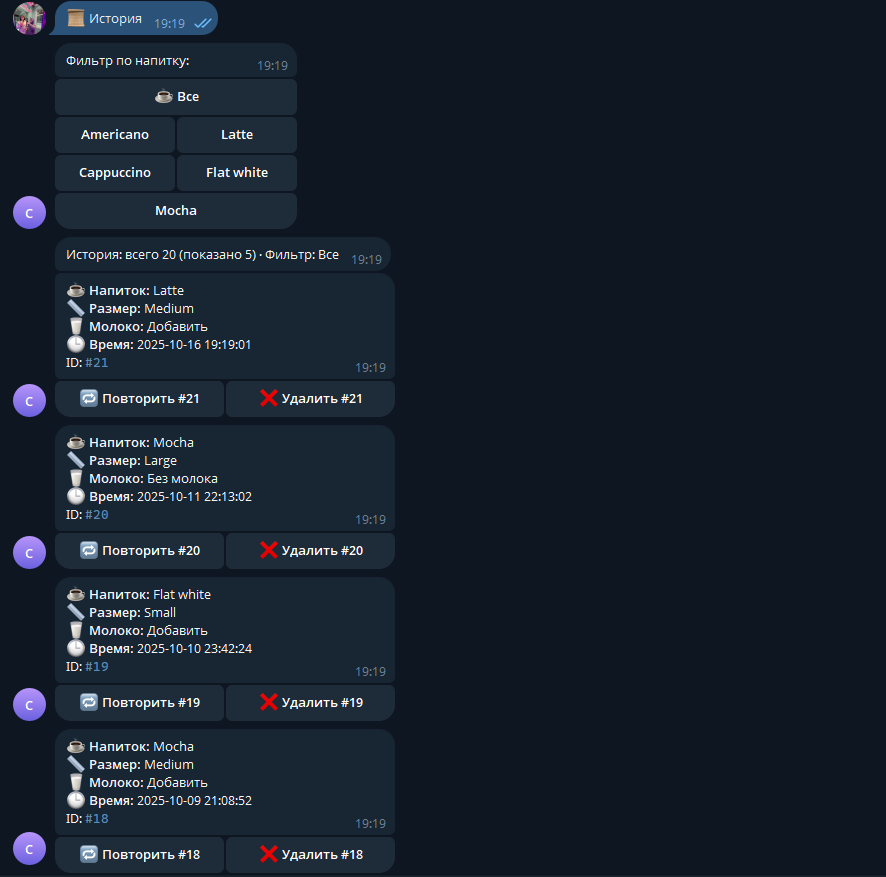 История 19:19
Фильтр по напитку: 19:19
Все
Americano Latte
Cappuccino Flat white
Mocha
C
История: всего 20 (показано 5) · Фильтр: Все 19:19
Напиток: Latte
Размер: Medium
Молоко: Добавить
Время: 2025-10-16 19:19:01
ID: #21 19:19
Повторить #21 Удалить #21
C
Напиток: Mocha
Размер: Large
Молоко: Без молока
Время: 2025-10-11 22:13:02
ID: #20 19:19
Повторить #20 Удалить #20
C
Напиток: Flat white
Размер: Small
Молоко: Добавить
Время: 2025-10-10 23:42:24
ID: #19 19:19
Повторить #19 Удалить #19
C
Напиток: Mocha
Размер: Medium
Молоко: Добавить
Время: 2025-10-09 21:08:52
ID: #18 19:19
Повторить #18 Удалить #18
C